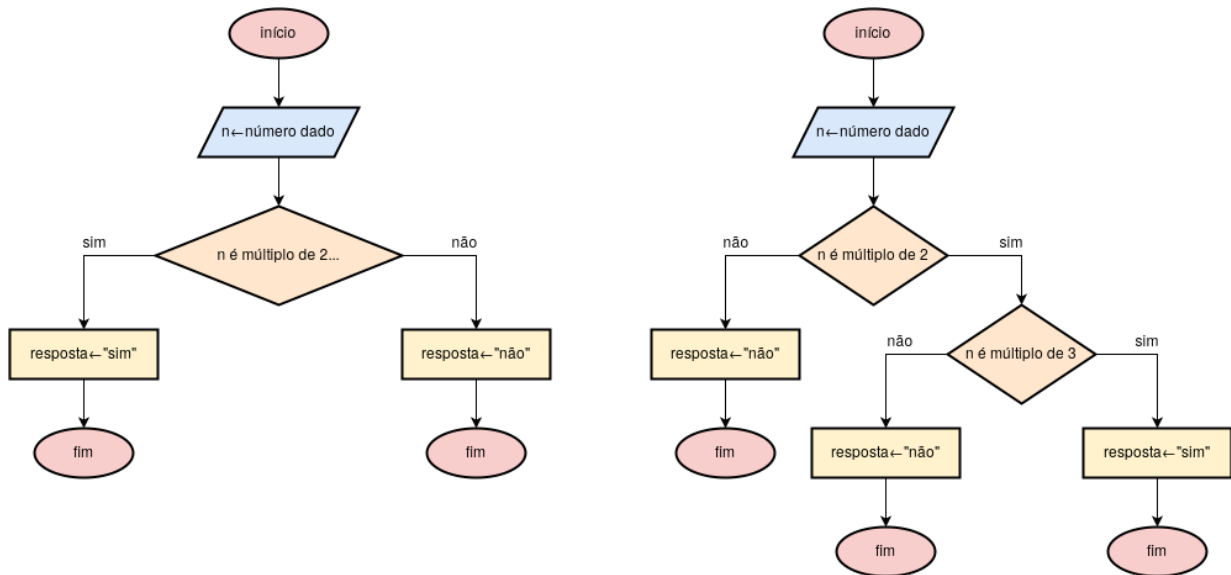 início
n←número dado
n é múltiplo de 2...
sim
não
resposta←"sim"
resposta←"não"
fim
fim
início
n←número dado
n é múltiplo de 2
não
sim
resposta←"não"
n é múltiplo de 3
não
sim
fim
resposta←"não"
resposta←"sim"
fim
fim